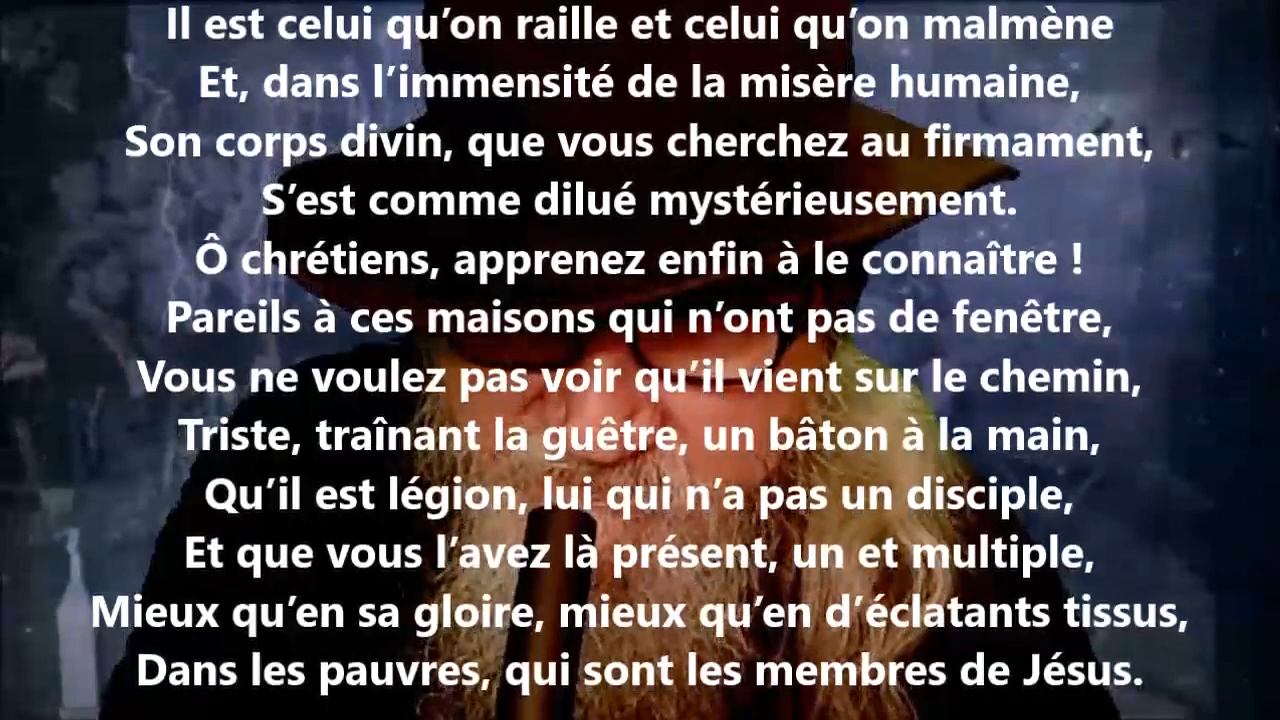 Il est celui qu’on raille et celui qu’on malmène
Et, dans l’immensité de la misère humaine,
Son corps divin, que vous cherchez au firmament,
S’est comme dilué mystérieusement.
Ô chrétiens, apprenez enfin à le connaître !
Pareils à ces maisons qui n’ont pas de fenêtre,
Vous ne voulez pas voir qu’il vient sur le chemin,
Triste, traînant la guêtre, un bâton à la main,
Qu’il est légion, lui qui n’a pas un disciple,
Et que vous l’avez là présent, un et multiple,
Mieux qu’en sa gloire, mieux qu’en d’éclatants tissus,
Dans les pauvres, qui sont les membres de Jésus.